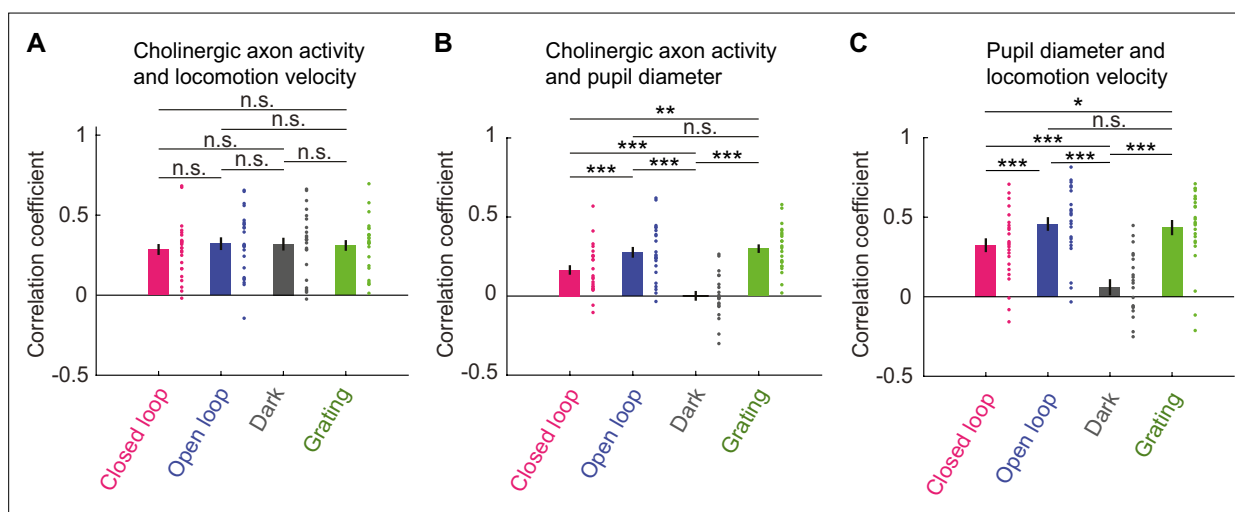 A
Cholinergic axon activity
and locomotion velocity
n.s.
n.s.
n.s.
n.s.
n.s.
n.s.
1
0.5
0
-0.5
Correlation coefficient
Closed loop
Open loop
Dark
Grating
B
Cholinergic axon activity
and pupil diameter
**
n.s.
***
***
***
***
1
0.5
0
-0.5
Correlation coefficient
Closed loop
Open loop
Dark
Grating
C
Pupil diameter and
locomotion velocity
*
n.s.
***
***
***
***
1
0.5
0
-0.5
Correlation coefficient
Closed loop
Open loop
Dark
Grating